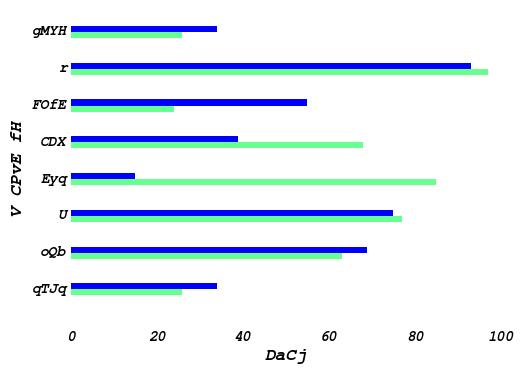 gMYH
r
FOfE
CDX
Eyq
U
oQb
qTJq
V CPvE fH
0 20 40 60 80 100
DaCj